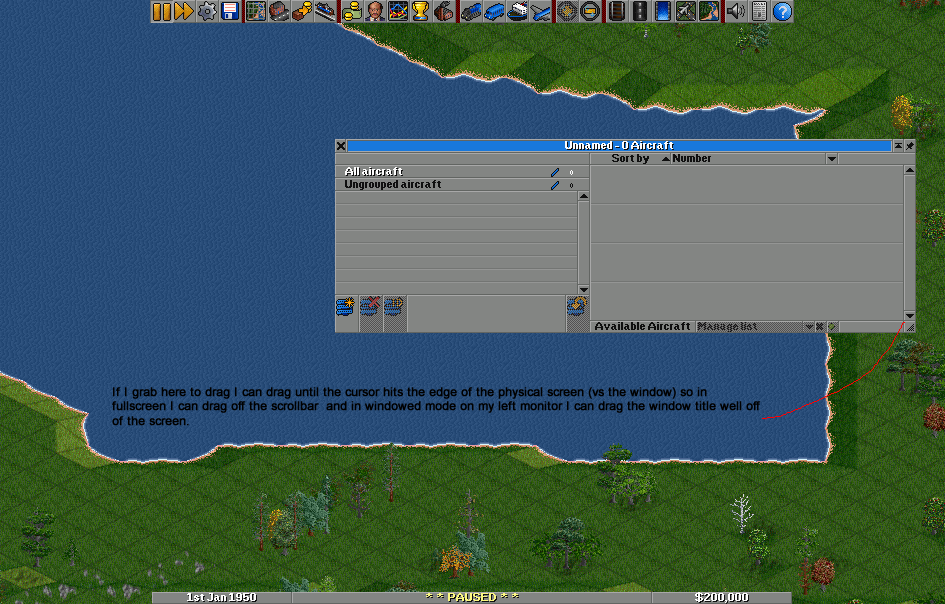 Unnamed - 0 Aircraft
Sort by Number
All aircraft 0
Ungrouped aircraft 0
Available Aircraft Manage list
If I grab here to drag I can drag until the cursor hits the edge of the physical screen (vs the window) so in
fullscreen I can drag off the scrollbar and in windowed mode on my left monitor I can drag the window title well off
of the screen.
1st Jan 1950 * * PAUSED * * $200,000